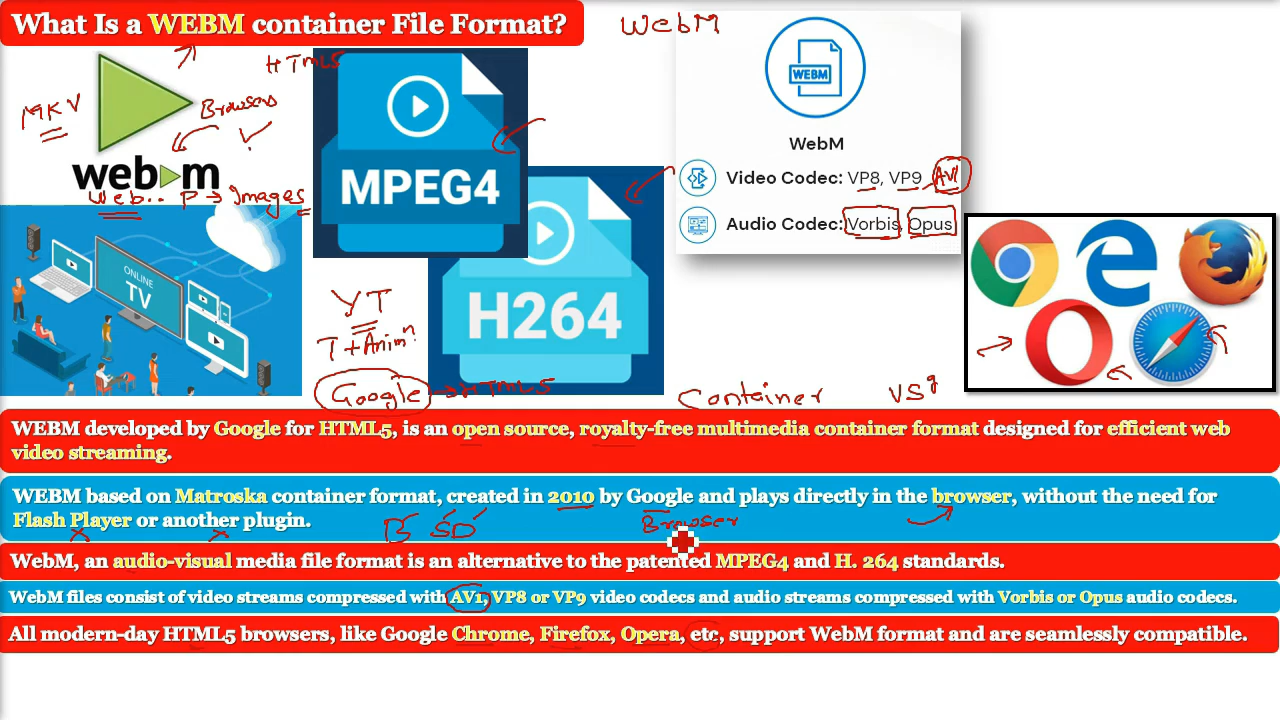 What Is a WEBM container File Format?
WebM
HTML5
MKV
Browsers
webm
Web.. P → Images
MPEG4
H264
WEBM
WebM
Video Codec: VP8, VP9, AV1
Audio Codec: Vorbis, Opus
ONLINE
TV
YT
T + Animⁿ
Google → HTML5
Container
WEBM developed by Google for HTML5, is an open source, royalty-free multimedia container format designed for efficient web
video streaming.
WEBM based on Matroska container format, created in 2010 by Google and plays directly in the browser, without the need for
Flash Player or another plugin.
BSD
Browser
WebM, an audio-visual media file format is an alternative to the patented MPEG4 and H. 264 standards.
WebM files consist of video streams compressed with AV1, VP8 or VP9 video codecs and audio streams compressed with Vorbis or Opus audio codecs.
All modern-day HTML5 browsers, like Google Chrome, Firefox, Opera, etc, support WebM format and are seamlessly compatible.